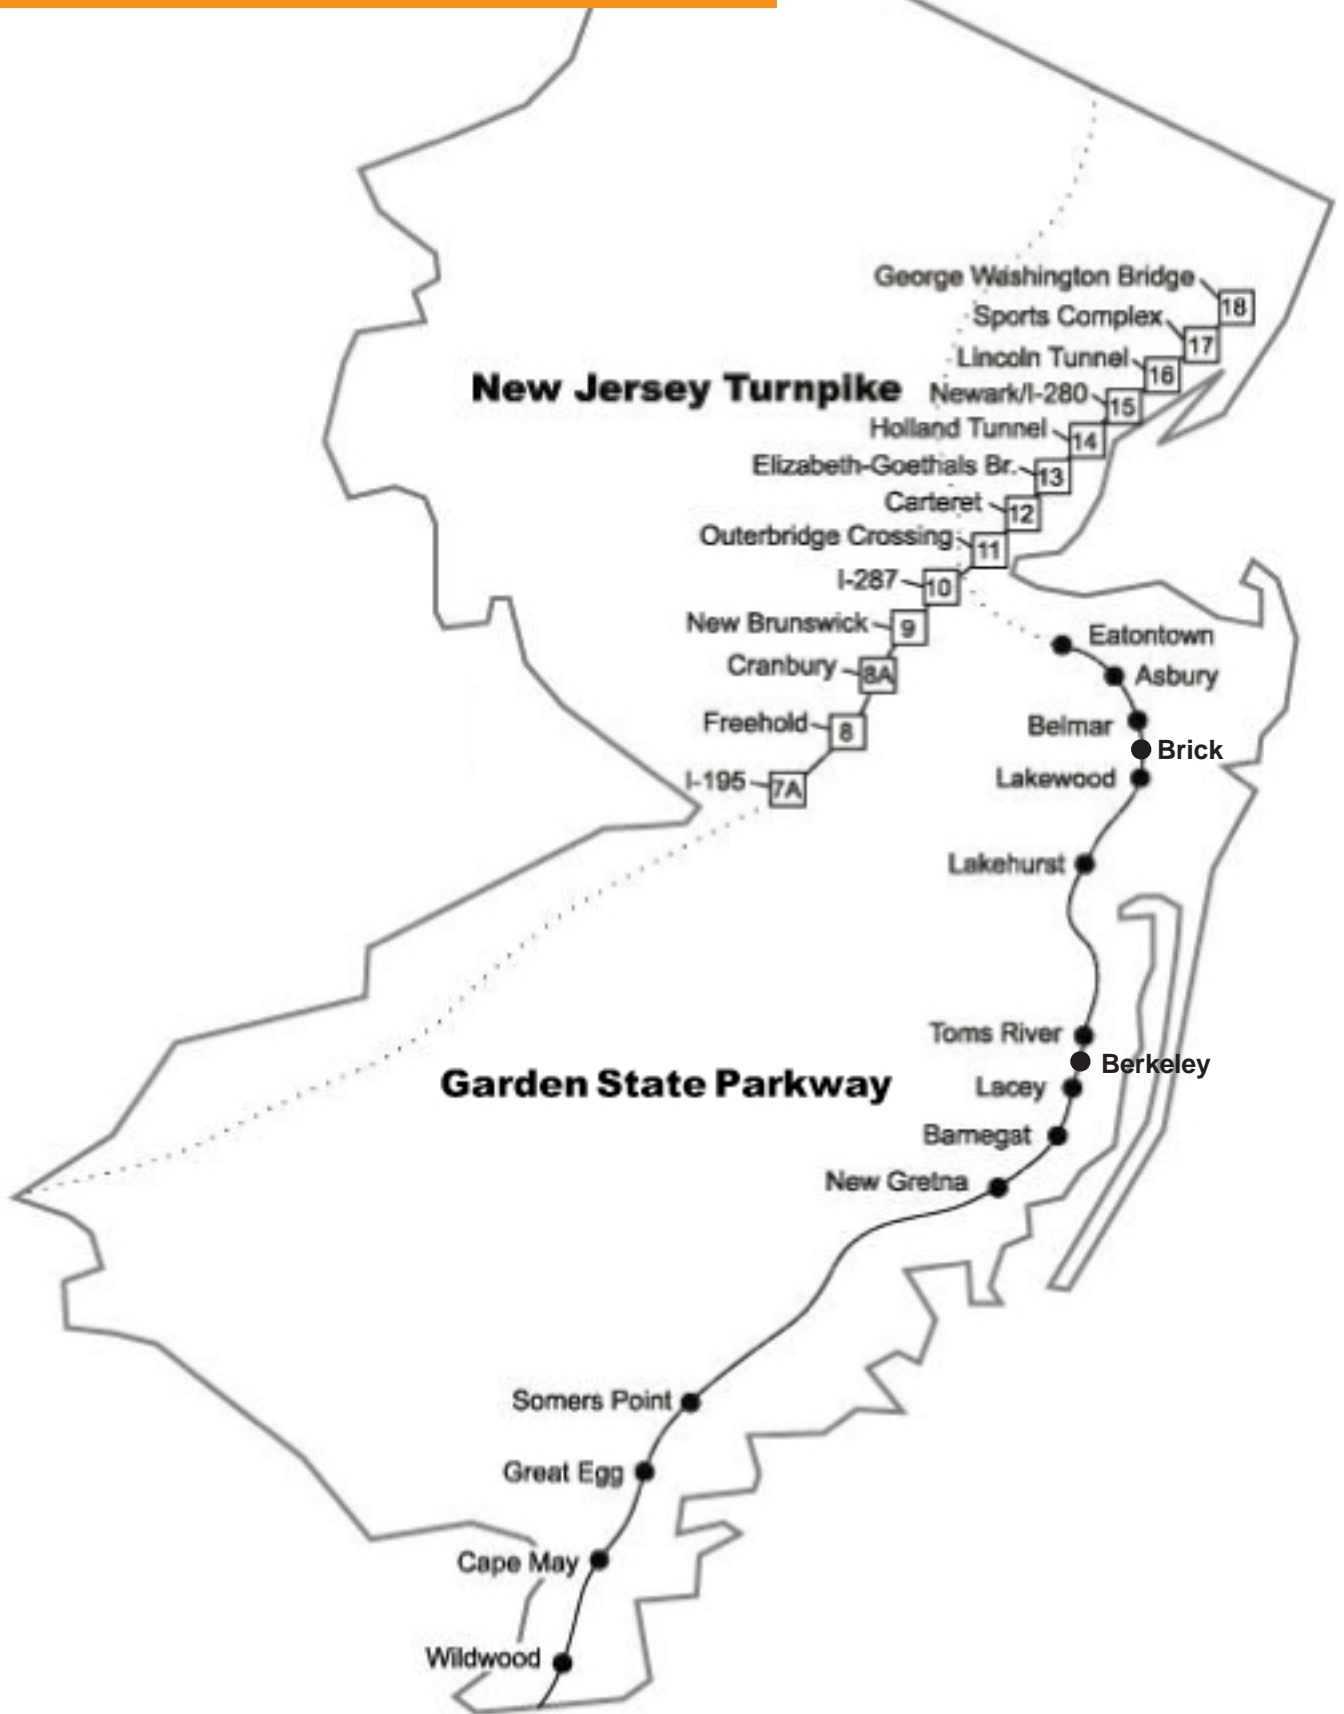 George Washington Bridge
18
Sports Complex
17
Lincoln Tunnel
16
New Jersey Turnpike
Newark/I-280
15
Holland Tunnel
14
Elizabeth-Goethals Br.
13
Carteret
12
Outerbridge Crossing
11
I-287
10
New Brunswick
9
Eatontown
Cranbury
8A
Asbury
Freehold
8
Belmar
Brick
I-195
7A
Lakewood
Lakehurst
Toms River
Berkeley
Garden State Parkway
Lacey
Barnegat
New Gretna
Somers Point
Great Egg
Cape May
Wildwood